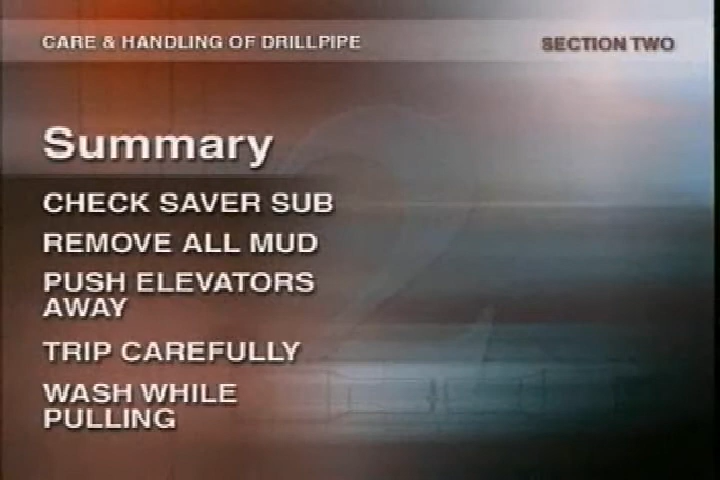 CARE & HANDLING OF DRILLPIPE
SECTION TWO
Summary
CHECK SAVER SUB
REMOVE ALL MUD
PUSH ELEVATORS
AWAY
TRIP CAREFULLY
WASH WHILE
PULLING
2